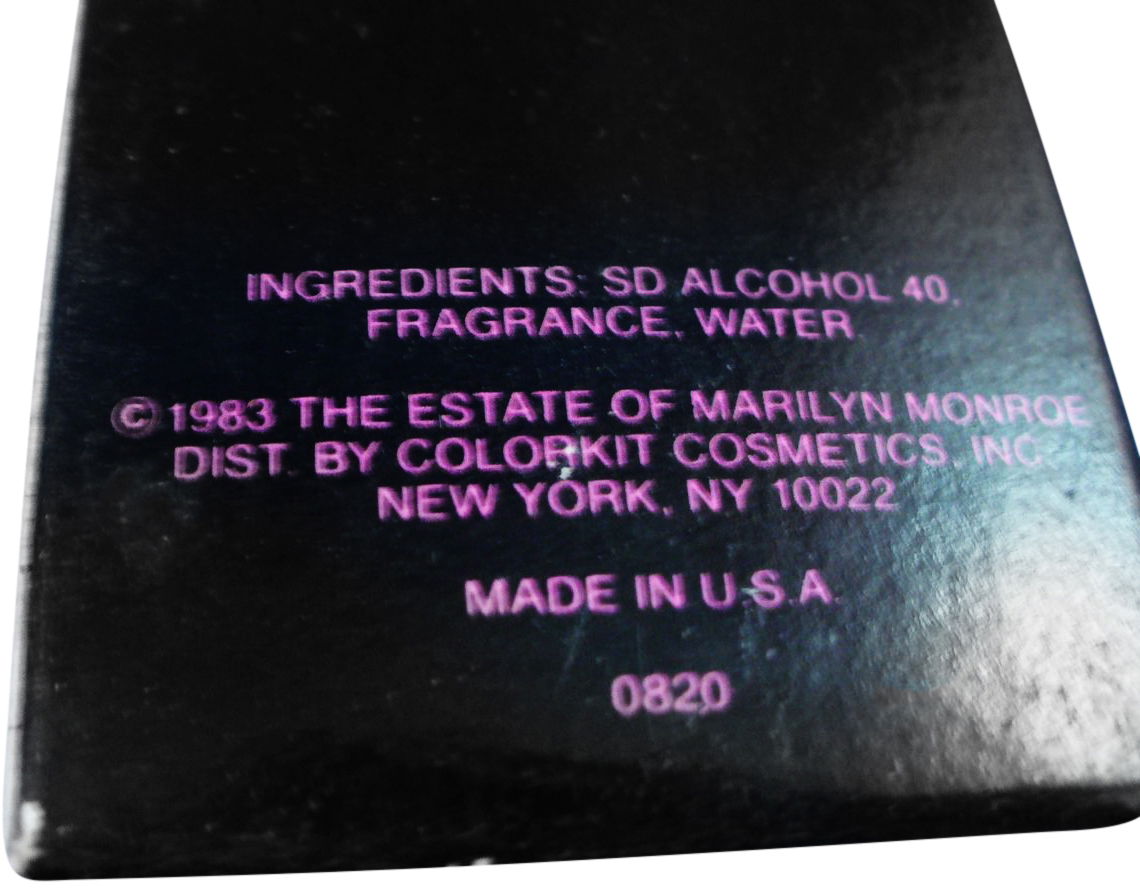 INGREDIENTS: SD ALCOHOL 40,
FRAGRANCE, WATER
© 1983 THE ESTATE OF MARILYN MONROE
DIST. BY COLORKIT COSMETICS, INC.
NEW YORK, NY 10022
MADE IN U.S.A.
0820